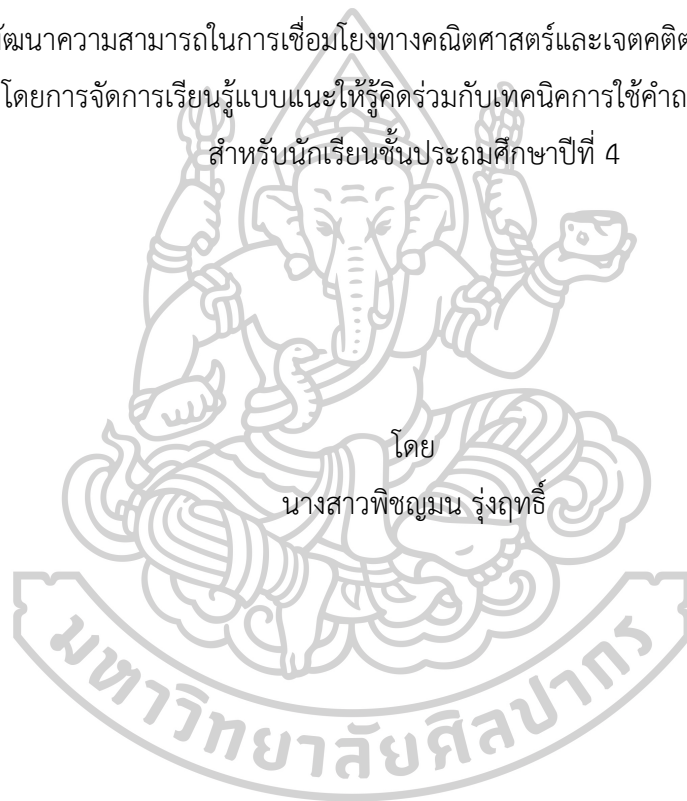 พัฒนาความสามารถในการเชื่อมโยงทางคณิตศาสตร์และเจตคติต
โดยการจัดการเรียนรู้แบบแนะให้รู้คิดร่วมกับเทคนิคการใช้คำถ
สำหรับนักเรียนชั้นประถมศึกษาปีที่ 4
โดย
นางสาวพิชญมน รุ่งฤทธิ์
มหาวิทยาลัยศิลปากร